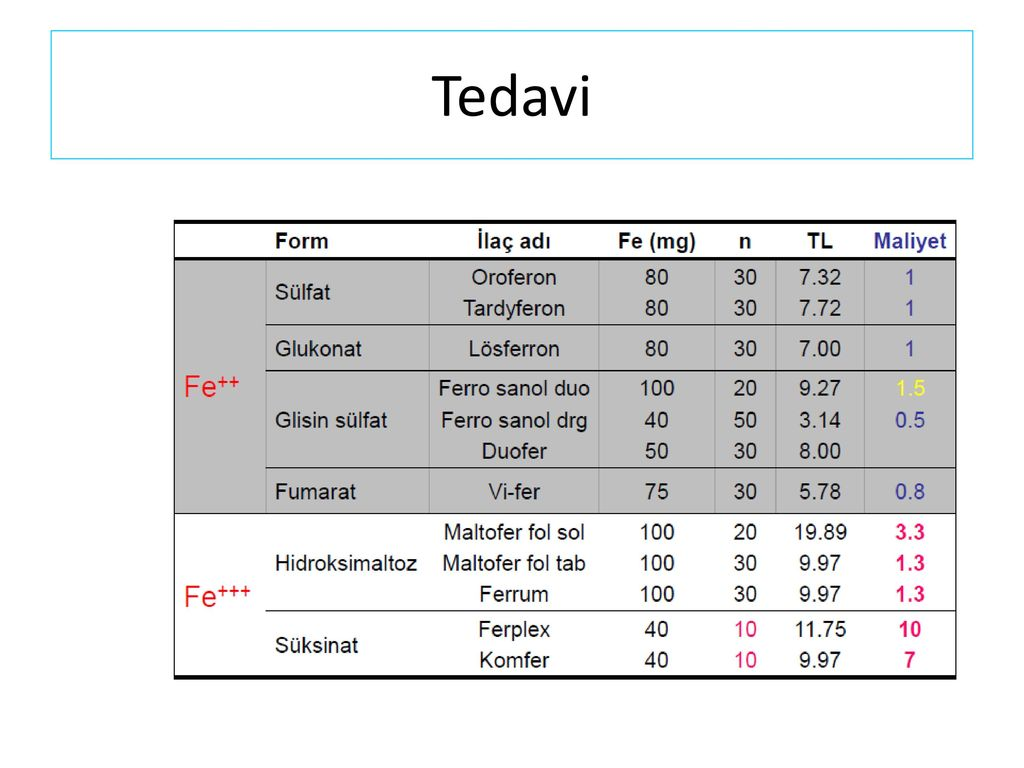 Tedavi
Form İlaç adı Fe (mg) n TL Maliyet
Fe++
Sülfat
Oroferon 80 30 7.32 1
Tardyferon 80 30 7.72 1
Glukonat Lösferron 80 30 7.00 1
Glisin sülfat
Ferro sanol duo 100 20 9.27 1.5
Ferro sanol drg 40 50 3.14 0.5
Duofer 50 30 8.00
Fumarat Vi-fer 75 30 5.78 0.8
Fe+++
Hidroksimaltoz
Maltofer fol sol 100 20 19.89 3.3
Maltofer fol tab 100 30 9.97 1.3
Ferrum 100 30 9.97 1.3
Süksinat
Ferplex 40 10 11.75 10
Komfer 40 10 9.97 7